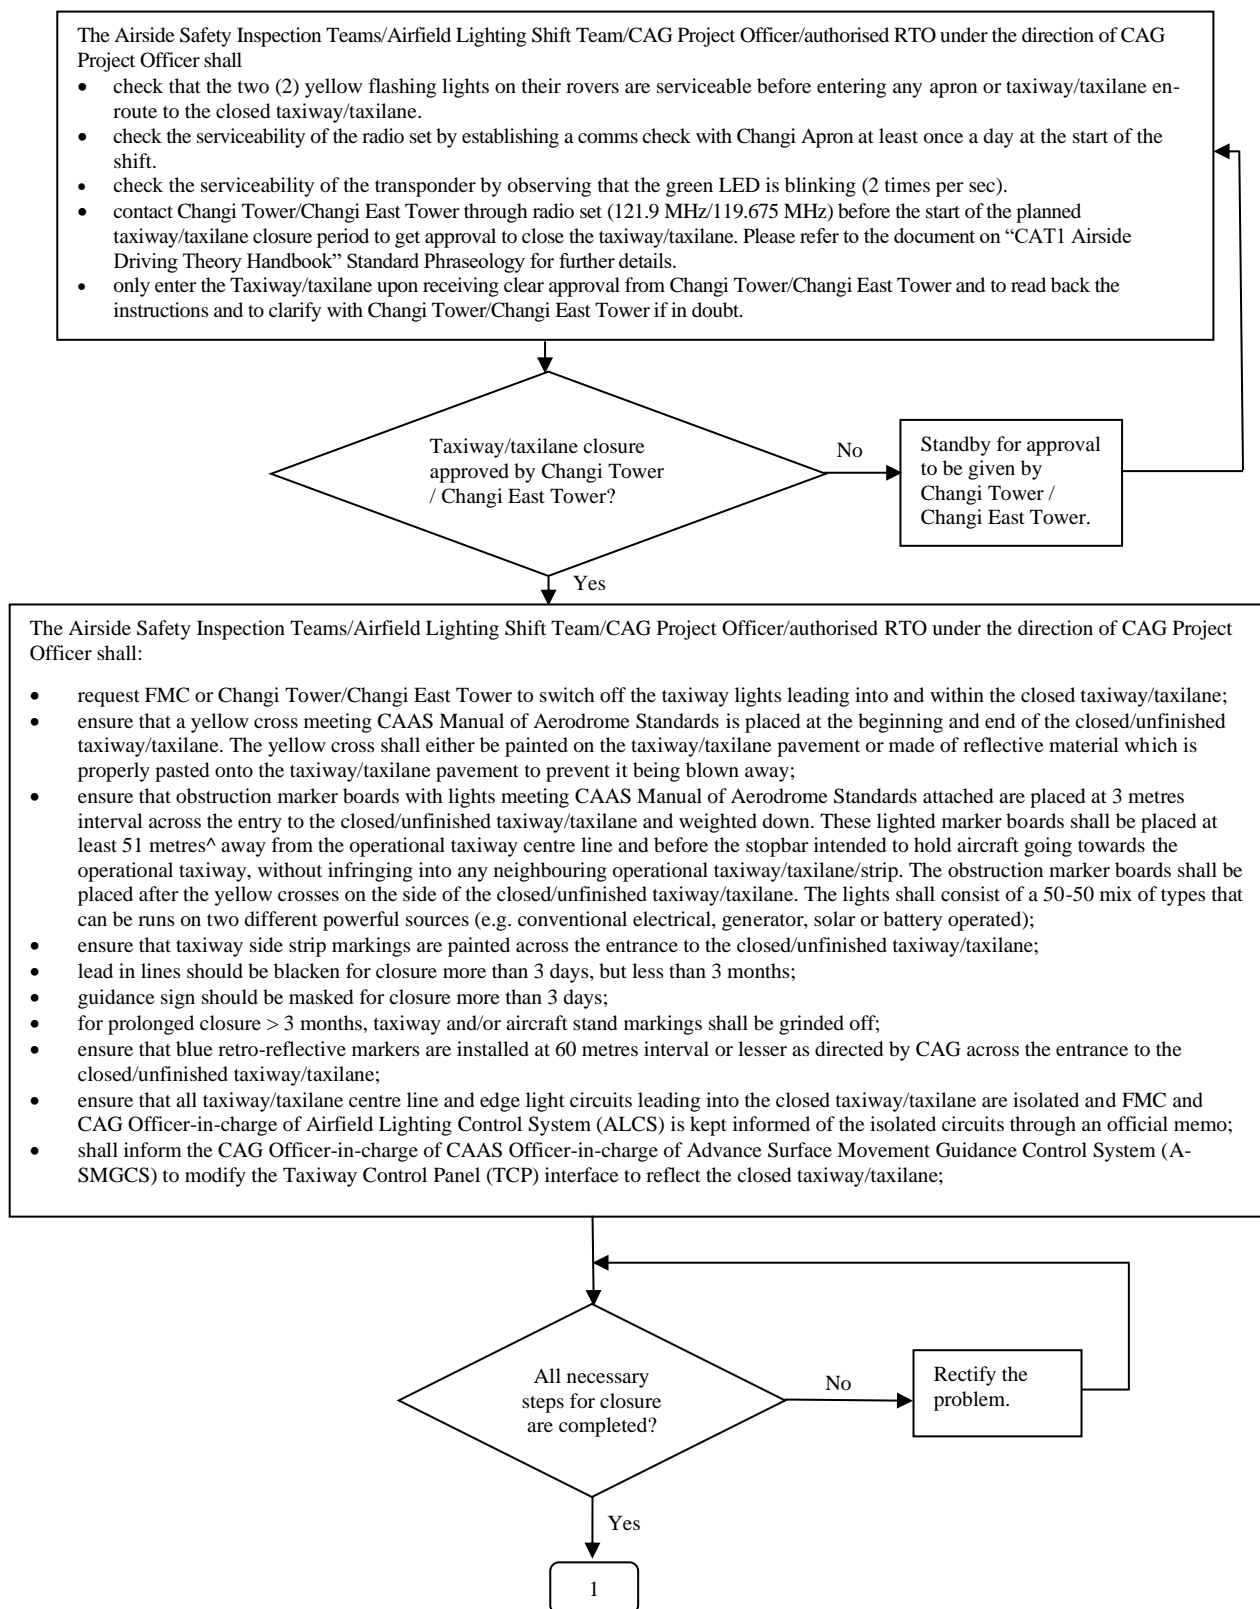 The Airside Safety Inspection Teams/Airfield Lighting Shift Team/CAG Project Officer/authorised RTO under the direction of CAG
Project Officer shall
• check that the two (2) yellow flashing lights on their rovers are serviceable before entering any apron or taxiway/taxilane en-
route to the closed taxiway/taxilane.
• check the serviceability of the radio set by establishing a comms check with Changi Apron at least once a day at the start of the
shift.
• check the serviceability of the transponder by observing that the green LED is blinking (2 times per sec).
• contact Changi Tower/Changi East Tower through radio set (121.9 MHz/119.675 MHz) before the start of the planned
taxiway/taxilane closure period to get approval to close the taxiway/taxilane. Please refer to the document on “CAT1 Airside
Driving Theory Handbook” Standard Phraseology for further details.
• only enter the Taxiway/taxilane upon receiving clear approval from Changi Tower/Changi East Tower and to read back the
instructions and to clarify with Changi Tower/Changi East Tower if in doubt.
Taxiway/taxilane closure
approved by Changi Tower
/ Changi East Tower?
No
Standby for approval
to be given by
Changi Tower /
Changi East Tower.
Yes
The Airside Safety Inspection Teams/Airfield Lighting Shift Team/CAG Project Officer/authorised RTO under the direction of CAG Project
Officer shall:
• request FMC or Changi Tower/Changi East Tower to switch off the taxiway lights leading into and within the closed taxiway/taxilane;
• ensure that a yellow cross meeting CAAS Manual of Aerodrome Standards is placed at the beginning and end of the closed/unfinished
taxiway/taxilane. The yellow cross shall either be painted on the taxiway/taxilane pavement or made of reflective material which is
properly pasted onto the taxiway/taxilane pavement to prevent it being blown away;
• ensure that obstruction marker boards with lights meeting CAAS Manual of Aerodrome Standards attached are placed at 3 metres
interval across the entry to the closed/unfinished taxiway/taxilane and weighted down. These lighted marker boards shall be placed at
least 51 metres^ away from the operational taxiway centre line and before the stopbar intended to hold aircraft going towards the
operational taxiway, without infringing into any neighbouring operational taxiway/taxilane/strip. The obstruction marker boards shall be
placed after the yellow crosses on the side of the closed/unfinished taxiway/taxilane. The lights shall consist of a 50-50 mix of types that
can be runs on two different powerful sources (e.g. conventional electrical, generator, solar or battery operated);
• ensure that taxiway side strip markings are painted across the entrance to the closed/unfinished taxiway/taxilane;
• lead in lines should be blacken for closure more than 3 days, but less than 3 months;
• guidance sign should be masked for closure more than 3 days;
• for prolonged closure > 3 months, taxiway and/or aircraft stand markings shall be grinded off;
• ensure that blue retro-reflective markers are installed at 60 metres interval or lesser as directed by CAG across the entrance to the
closed/unfinished taxiway/taxilane;
• ensure that all taxiway/taxilane centre line and edge light circuits leading into the closed taxiway/taxilane are isolated and FMC and
CAG Officer-in-charge of Airfield Lighting Control System (ALCS) is kept informed of the isolated circuits through an official memo;
• shall inform the CAG Officer-in-charge of CAAS Officer-in-charge of Advance Surface Movement Guidance Control System (A-
SMGCS) to modify the Taxiway Control Panel (TCP) interface to reflect the closed taxiway/taxilane;
All necessary
steps for closure
are completed?
No
Rectify the
problem.
Yes
1